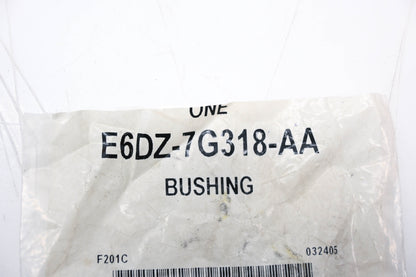 ONE
E6DZ-7G318-AA
BUSHING
F201C 032405